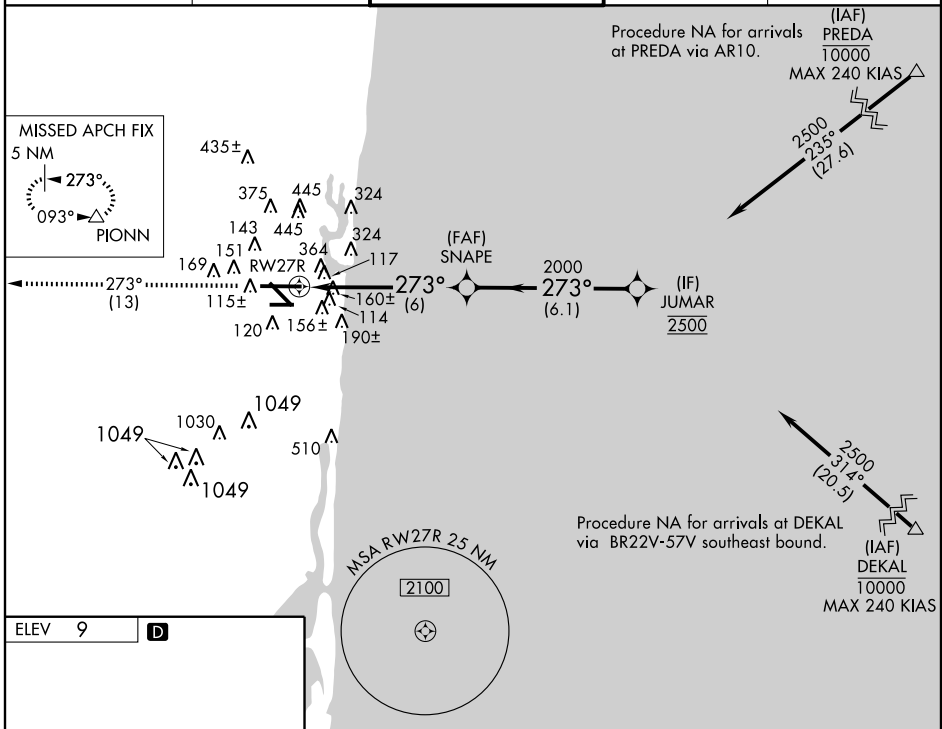 Procedure NA for arrivals
at PREDA via AR10.
(IAF)
PREDA
10000
MAX 240 KIAS
2500
235°
(27.6)
MISSED APCH FIX
5 NM
273°
093°
PIONN
435±
375
445
445
324
324
143
151
169
364
117
RW27R
115±
160±
114
156±
190±
120
273°
(13)
273°
(6)
(FAF)
SNAPE
2000
273°
(6.1)
(IF)
JUMAR
2500
1049
1030
1049
1049
510
2500
314°
(20.5)
Procedure NA for arrivals at DEKAL
via BR22V-57V southeast bound.
(IAF)
DEKAL
10000
MAX 240 KIAS
MSA RW27R 25 NM
2100
ELEV 9
D